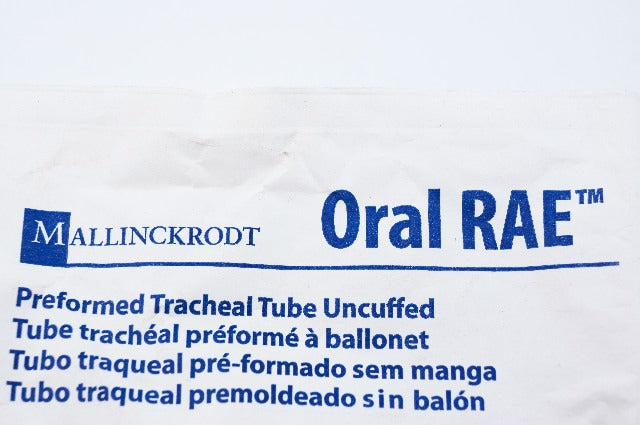 MALLINCKRODT
Oral RAE™
Preformed Tracheal Tube Uncuffed
Tube trachéal préformé à ballonet
Tubo traqueal pré-formado sem manga
Tubo traqueal premoldeado sin balón